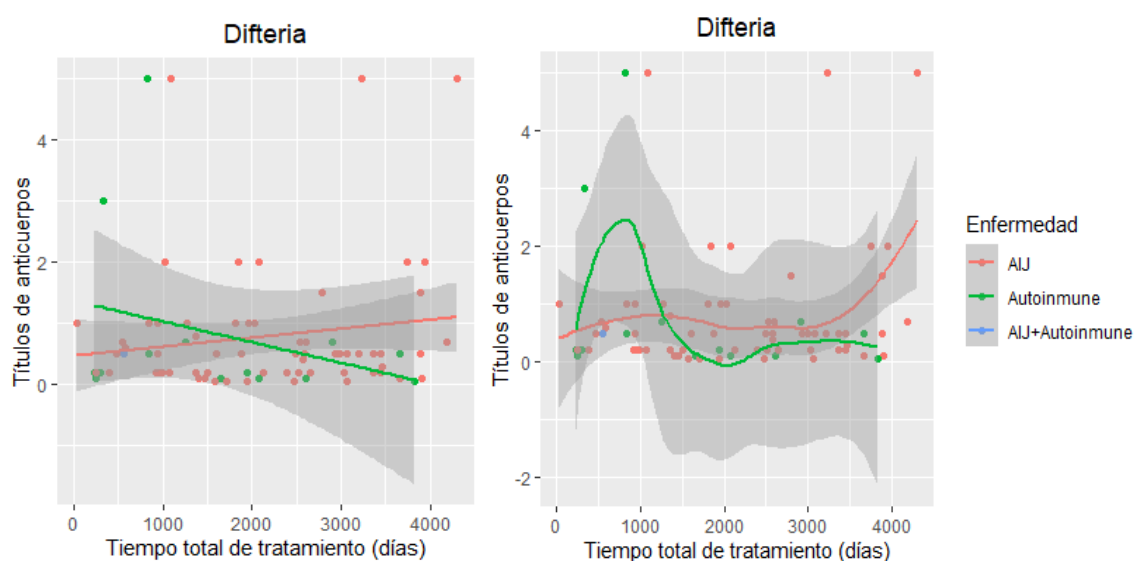 Difteria
Títulos de anticuerpos
4
2
0
0
1000
2000
3000
4000
Tiempo total de tratamiento (días)
Difteria
Títulos de anticuerpos
4
2
0
-2
0
1000
2000
3000
4000
Tiempo total de tratamiento (días)
Enfermedad
AIJ
Autoinmune
AIJ+Autoinmune